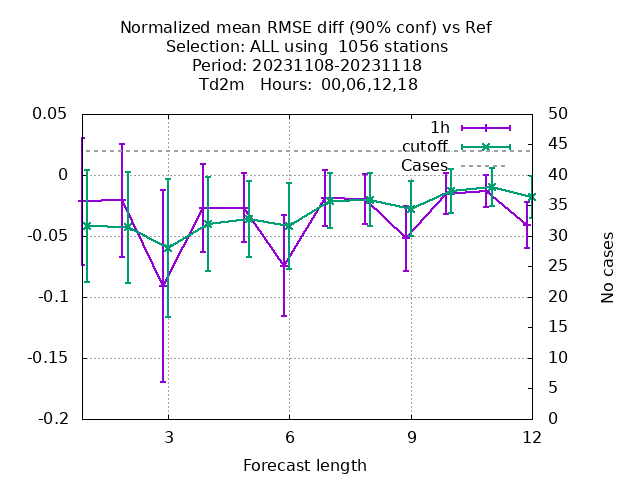 Normalized mean RMSE diff (90% conf) vs Ref
Selection: ALL using  1056 stations
Period: 20231108-20231118
Td2m   Hours:  00,06,12,18
0.05
0
-0.05
-0.1
-0.15
-0.2
50
45
40
35
30
25
20
15
10
5
0
1h
cutoff
Cases
No cases
3
6
9
12
Forecast length